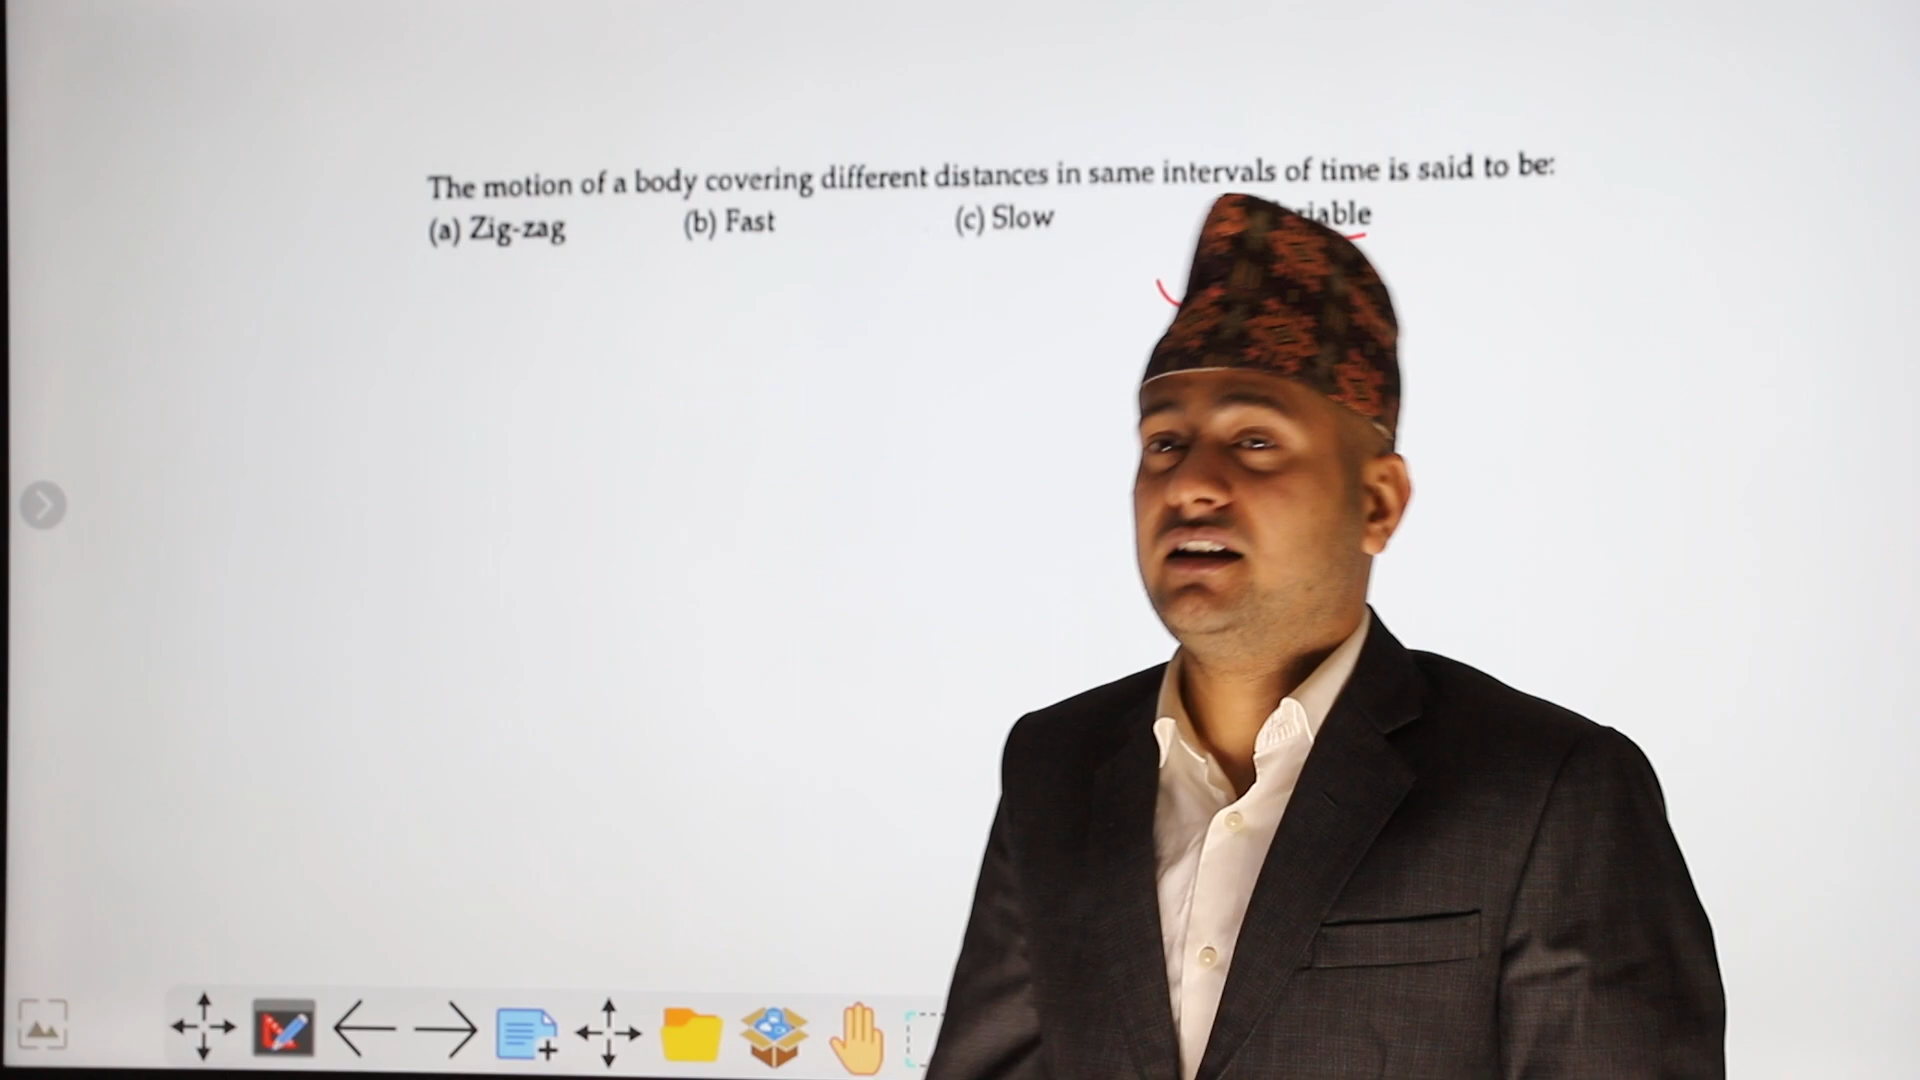 The motion of a body covering different distances in same intervals of time is said to be:
(a) Zig-zag (b) Fast (c) Slow